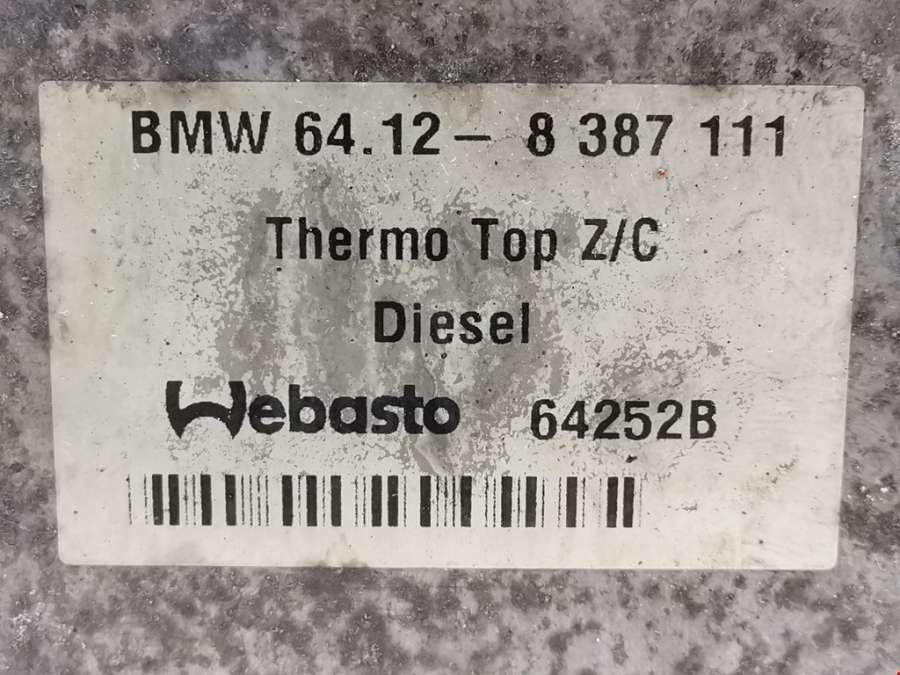 BMW 64.12– 8 387 111
Thermo Top Z/C
Diesel
Webasto 64252B